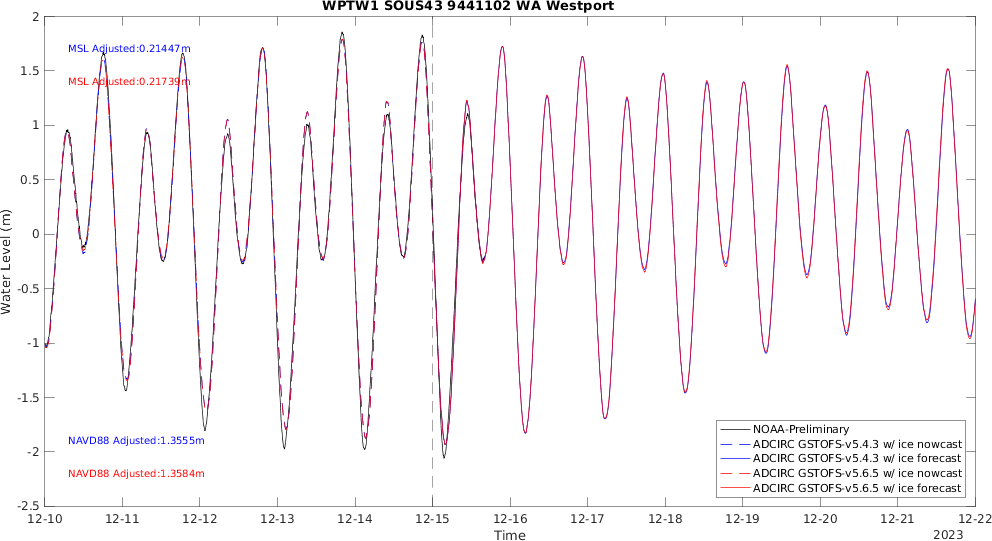 WPTW1 SOUS43 9441102 WA Westport
MSL Adjusted:0.21447m
MSL Adjusted:0.21739m
NAVD88 Adjusted:1.3555m
NAVD88 Adjusted:1.3584m
Water Level (m)
2
1.5
1
0.5
0
-0.5
-1
-1.5
-2
-2.5
NOAA-Preliminary
ADCIRC GSTOFS-v5.4.3 w/ ice nowcast
ADCIRC GSTOFS-v5.4.3 w/ ice forecast
ADCIRC GSTOFS-v5.6.5 w/ ice nowcast
ADCIRC GSTOFS-v5.6.5 w/ ice forecast
12-10 12-11 12-12 12-13 12-14 12-15 12-16 12-17 12-18 12-19 12-20 12-21 12-22
Time
2023